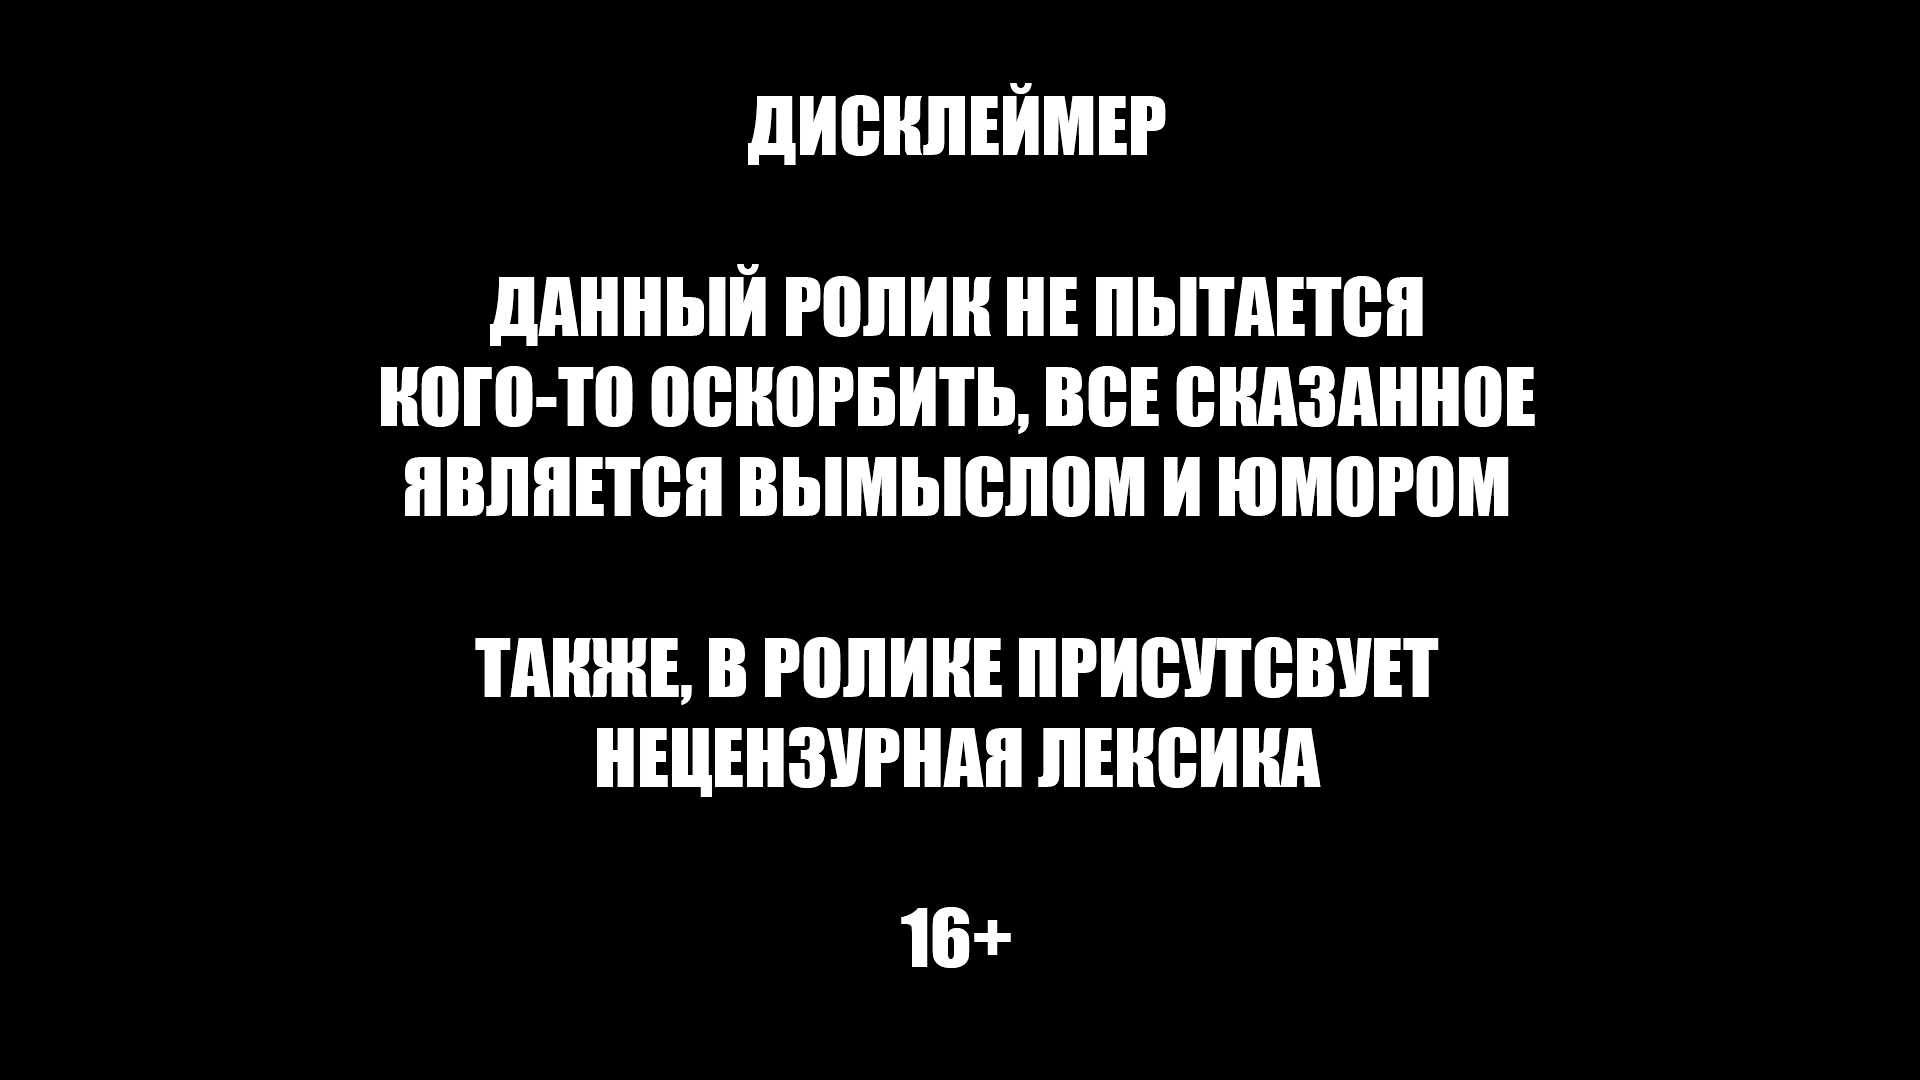 ДИСКЛЕЙМЕР
ДАННЫЙ РОЛИК НЕ ПЫТАЕТСЯ
КОГО-ТО ОСКОРБИТЬ, ВСЕ СКАЗАННОЕ
ЯВЛЯЕТСЯ ВЫМЫСЛОМ И ЮМОРОМ
ТАКЖЕ, В РОЛИКЕ ПРИСУТСВУЕТ
НЕЦЕНЗУРНАЯ ЛЕКСИКА
16+